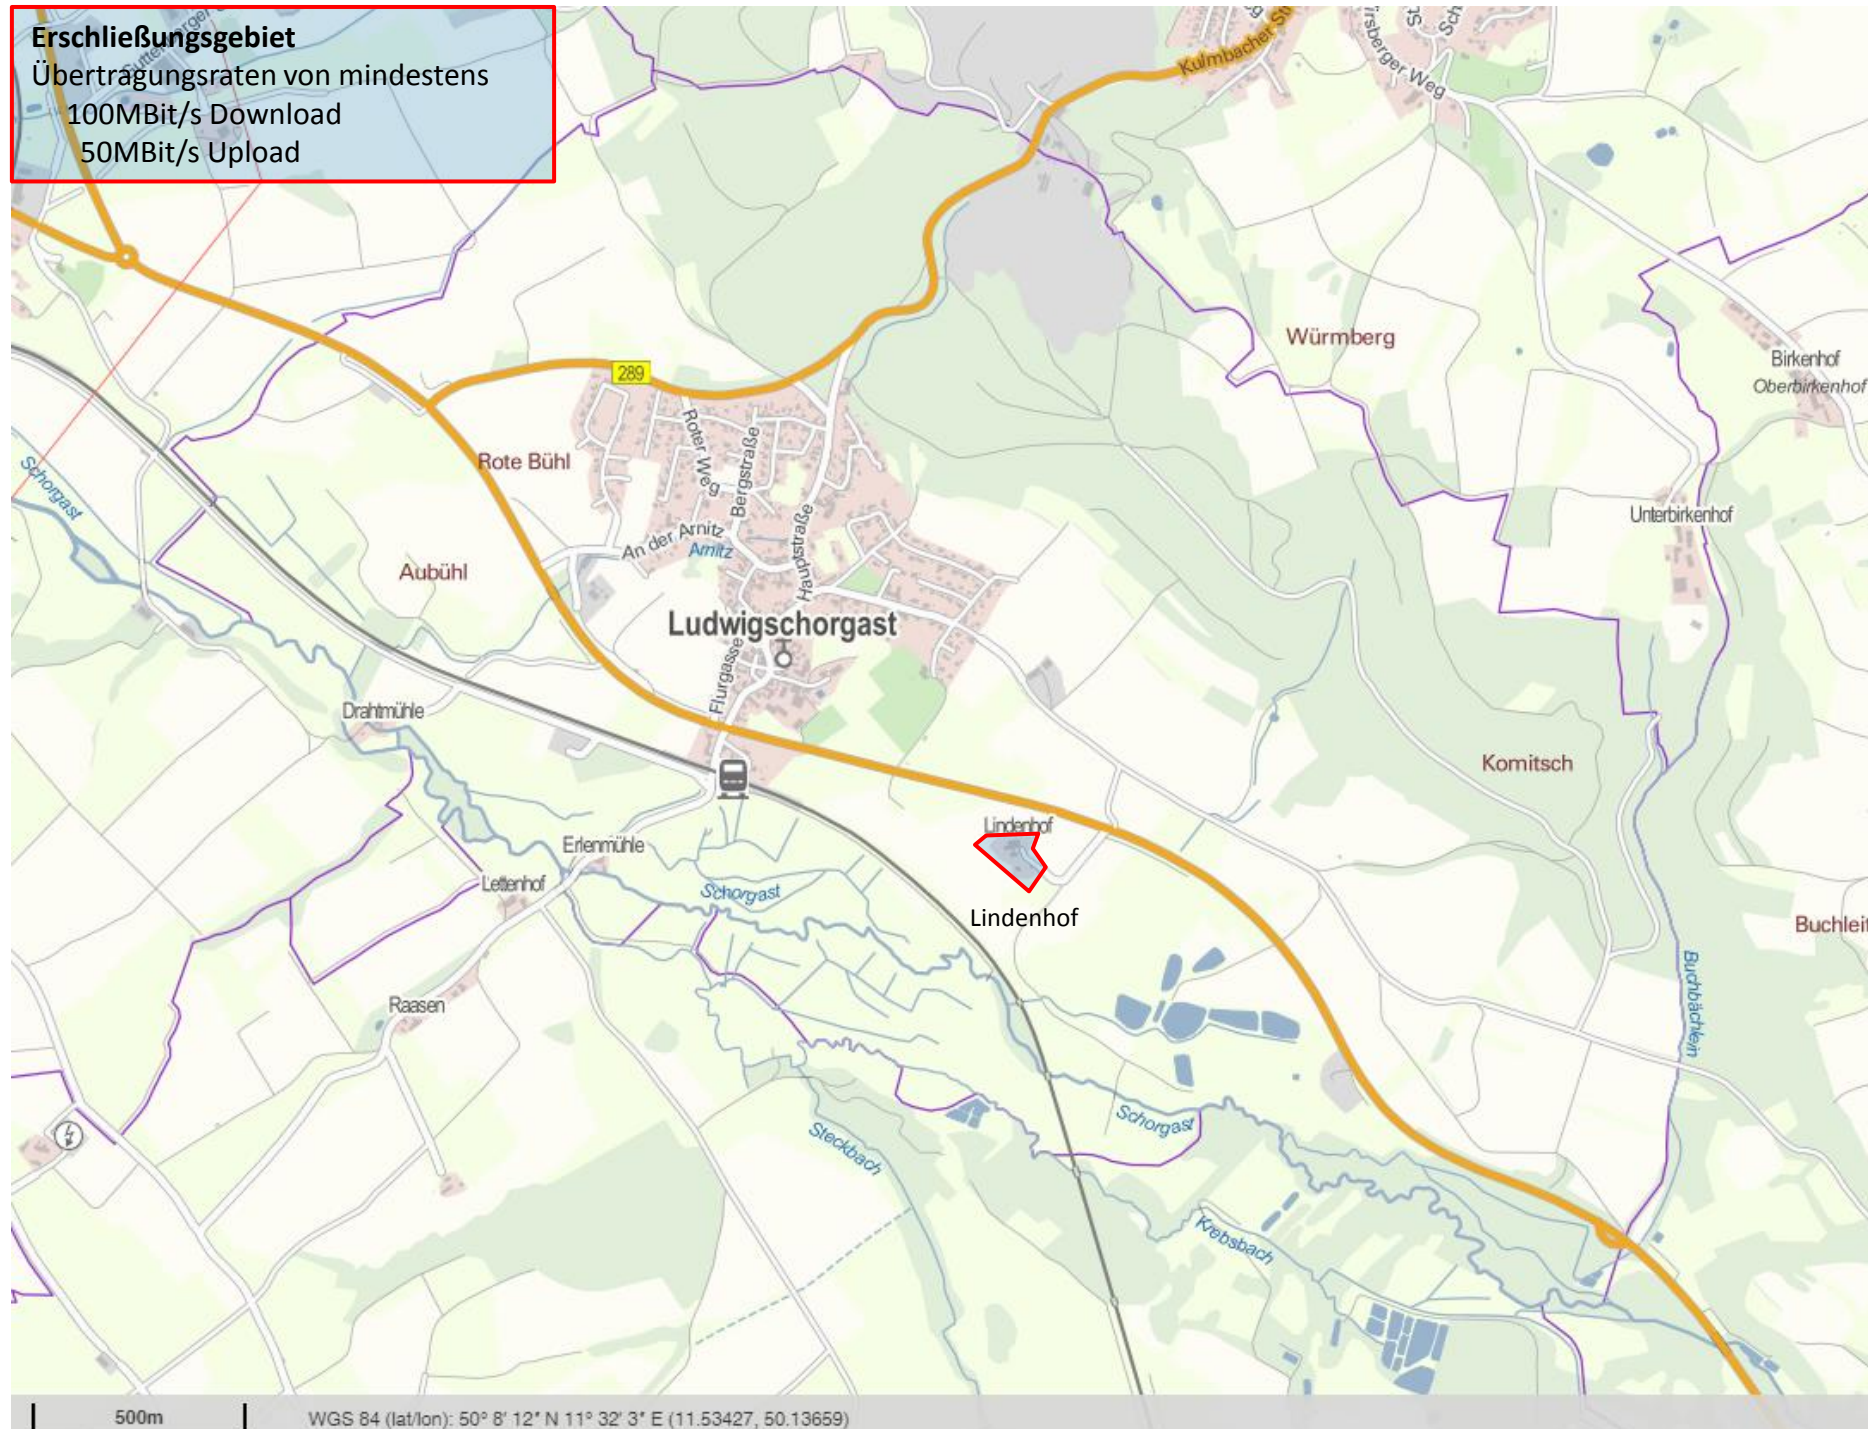 Erschließungsgebiet
Übertragungsraten von mindestens
100MBit/s Download
50MBit/s Upload
Kulmbacher Str
Weg
289
Würmberg
Birkenhof
Oberbirkenhof
Rote Bühl
Roter Weg
Bergstraße
Hauptstraße
An der Arnitz
Arnitz
Schorgast
Unterbirkenhof
Aubühl
Ludwigschorgast
Flurgasse
Drahtmühle
Komitsch
Lindenhof
Erlenmühle
Lettenhof
Schorgast
Lindenhof
Buchleit
Buchbächlein
Raasen
Schorgast
Steckbach
Krebsbach
500m
WGS 84 (lat/lon): 50° 8' 12" N 11° 32' 3" E (11.53427, 50.13659)